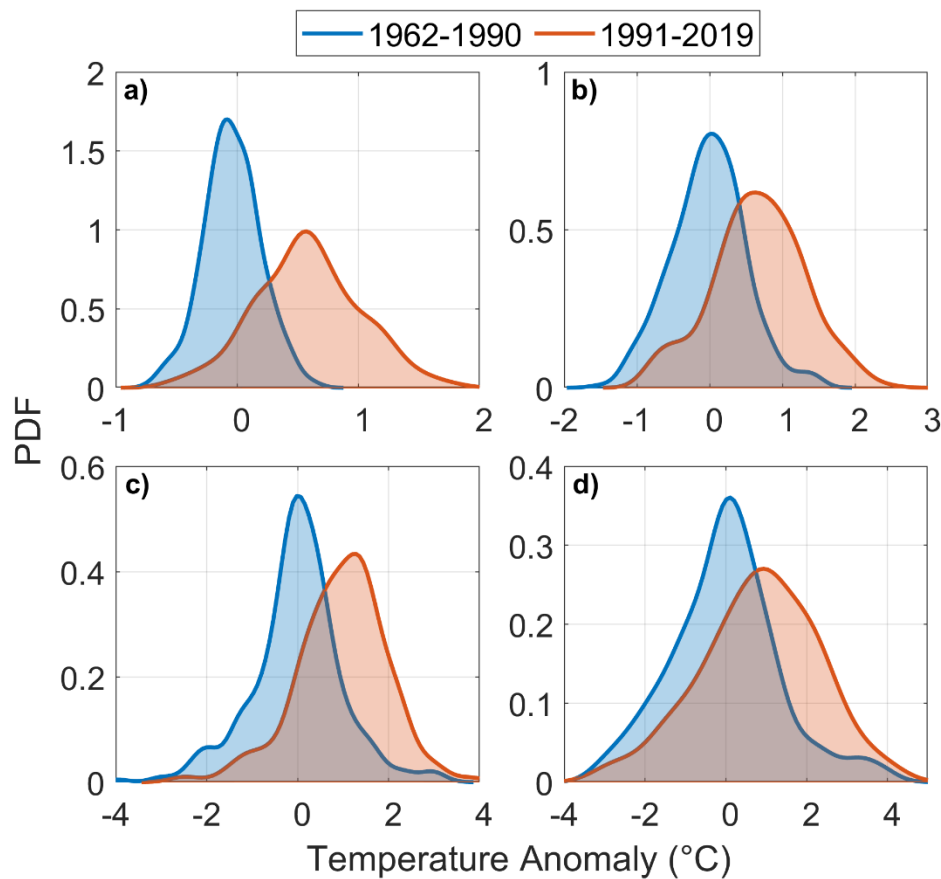 1962-1990 1991-2019
a) b)
2 1
1.5
1 0.5
0.5
0 0
-1 0 1 2 -2 -1 0 1 2 3
PDF
c) d)
0.6 0.4
0.3
0.4
0.2
0.2
0.1
0 0
-4 -2 0 2 4 -4 -2 0 2 4
Temperature Anomaly (°C)